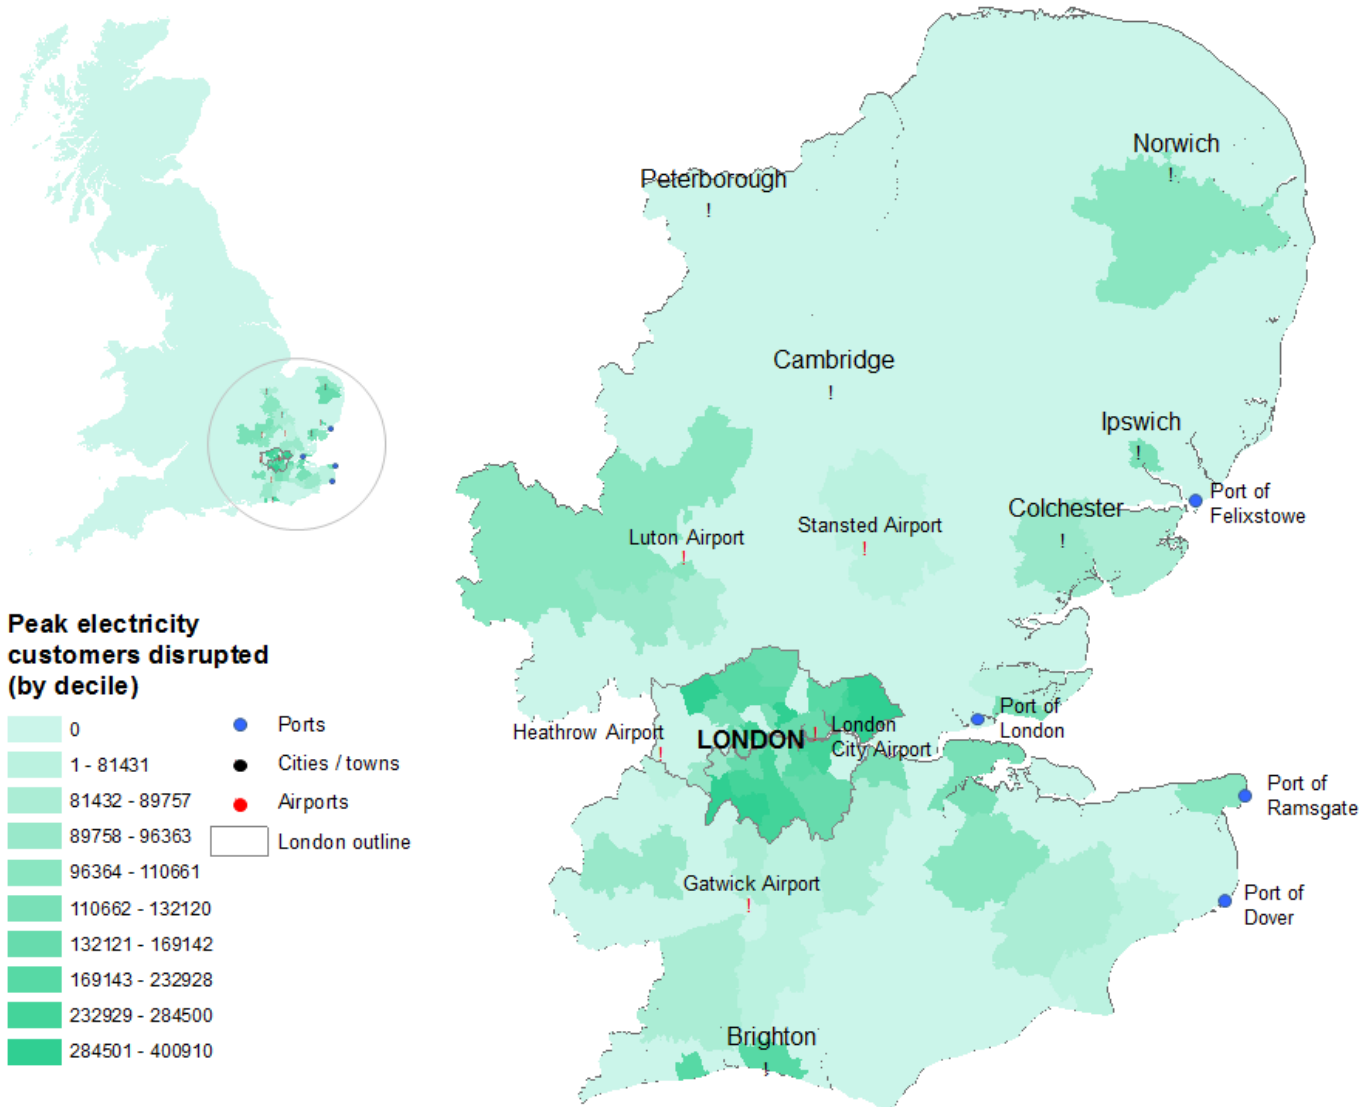 Norwich
!
Peterborough
!
Cambridge
!
Ipswich
!
Port of
Felixstowe
Colchester
!
Stansted Airport
!
Luton Airport
!
Peak electricity
customers disrupted
(by decile)
0
1 - 81431
81432 - 89757
89758 - 96363
96364 - 110661
110662 - 132120
132121 - 169142
169143 - 232928
232929 - 284500
284501 - 400910
Ports
Cities / towns
Airports
London outline
Heathrow Airport
!
LONDON
!
London
City Airport
Port of
London
Port of
Ramsgate
Gatwick Airport
!
Port of
Dover
Brighton
!